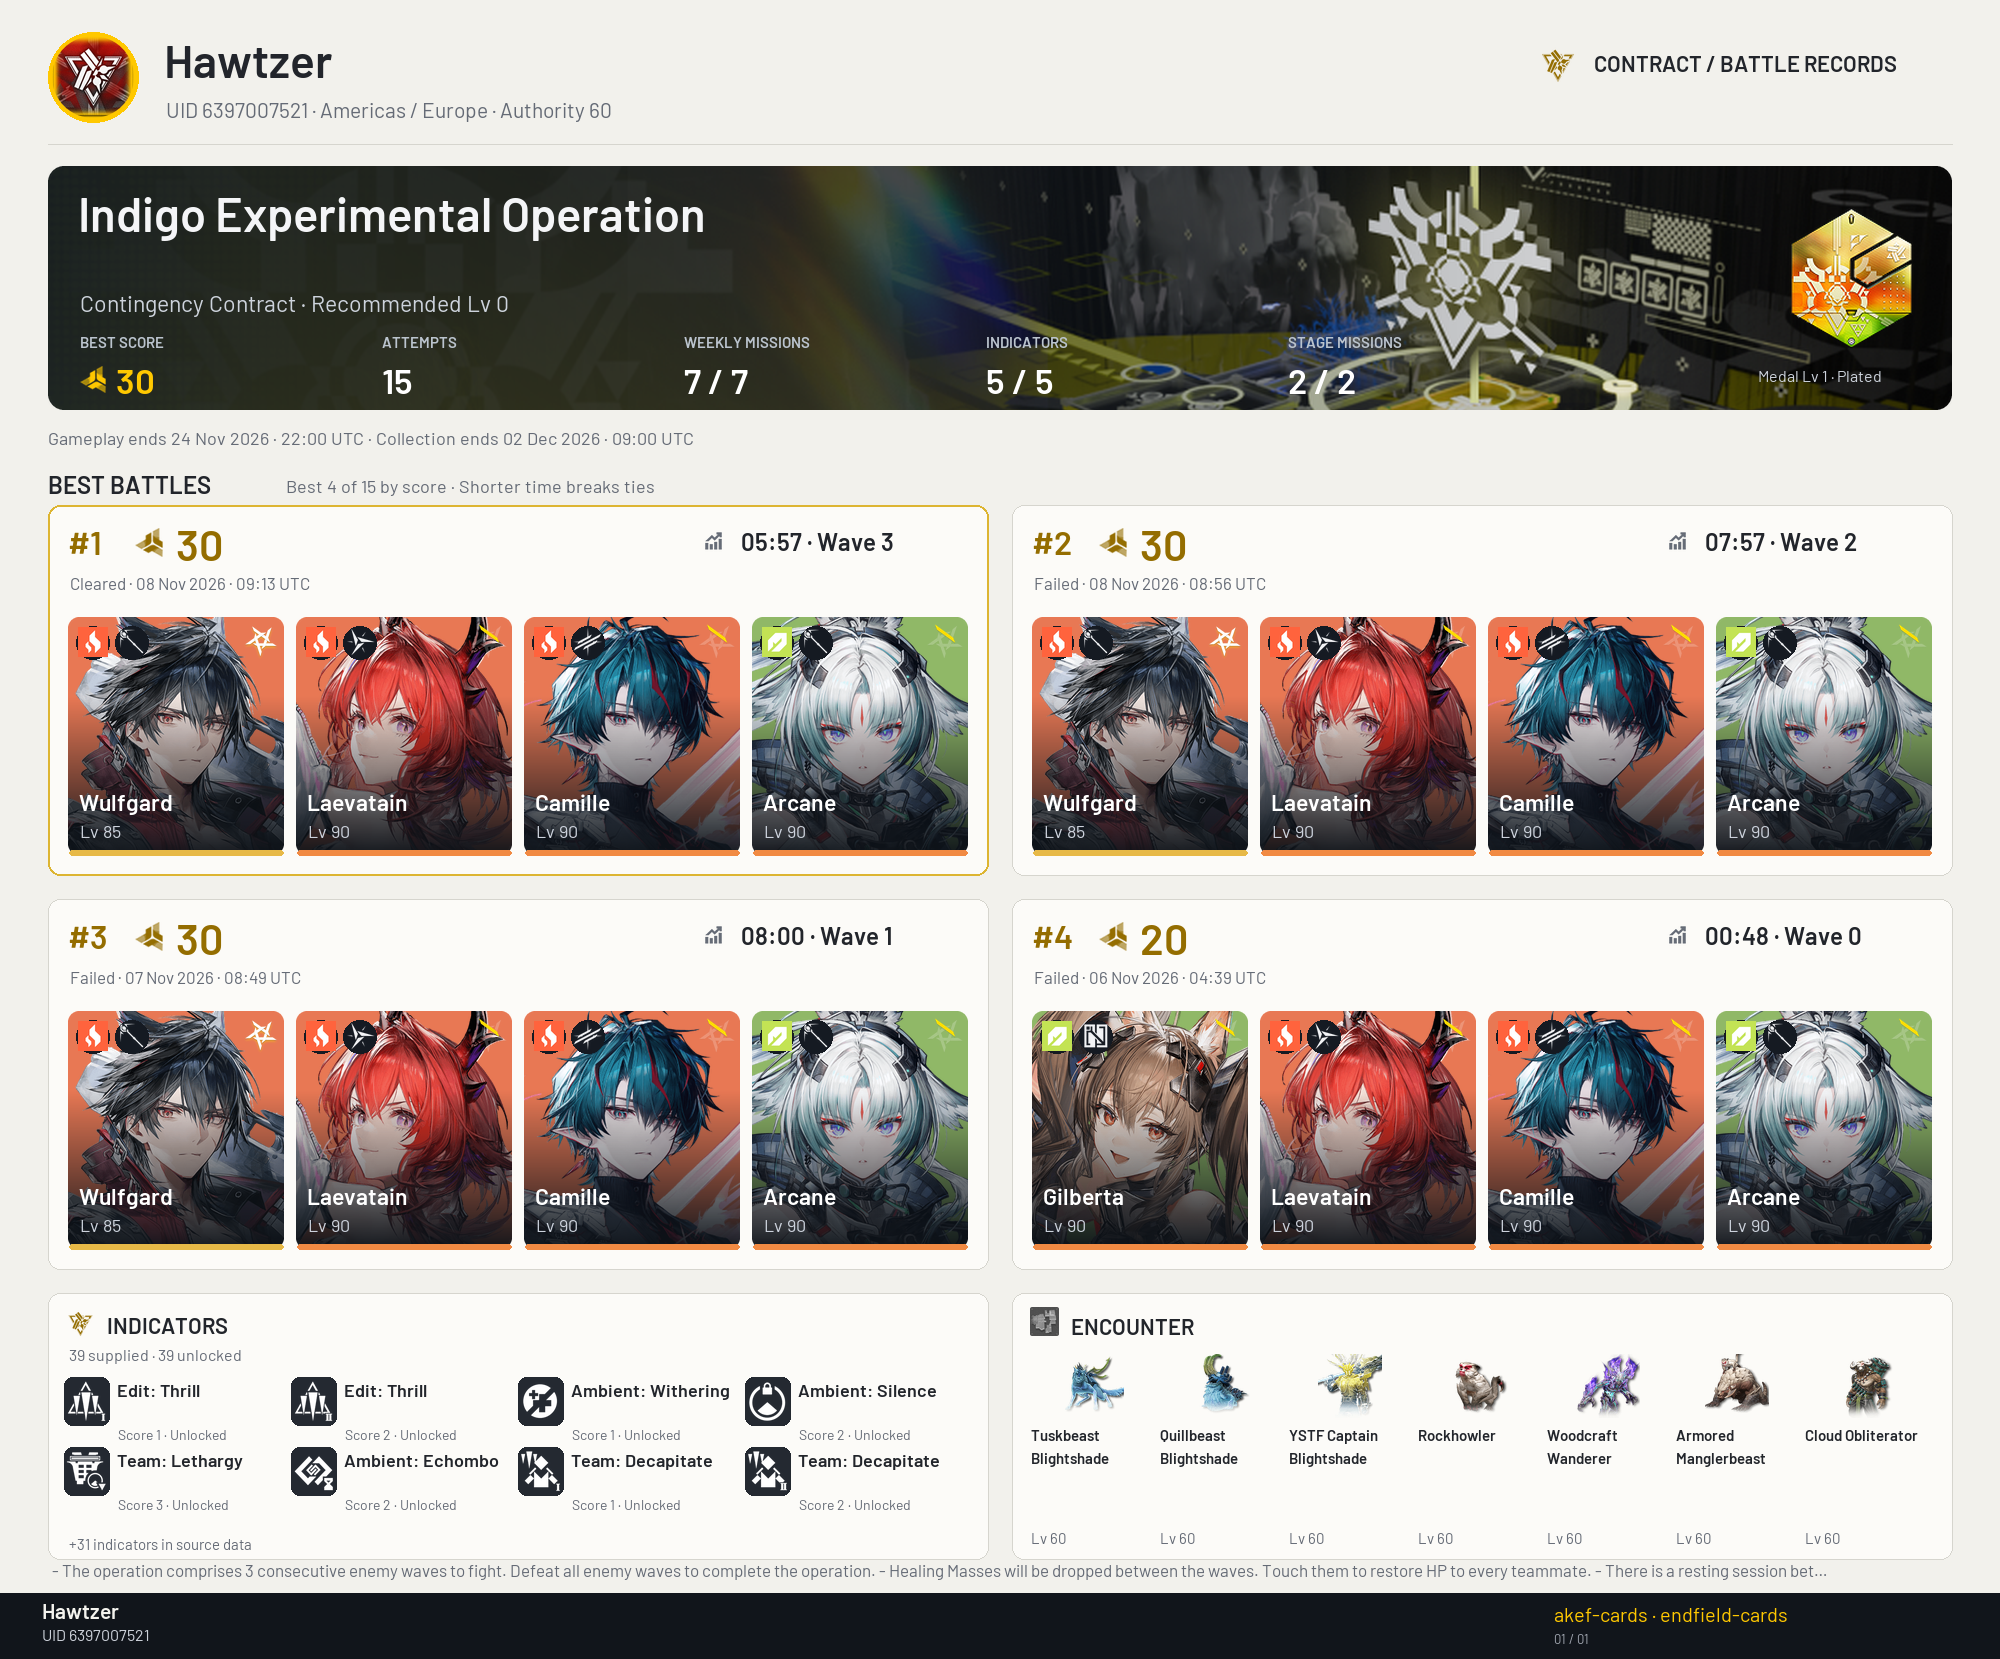 Hawtzer
UID 6397007521 · Americas / Europe · Authority 60
CONTRACT / BATTLE RECORDS
Indigo Experimental Operation
Contingency Contract · Recommended Lv 0
BEST SCORE
30
ATTEMPTS
15
WEEKLY MISSIONS
7 / 7
INDICATORS
5 / 5
STAGE MISSIONS
2 / 2
Medal Lv 1 · Plated
Gameplay ends 24 Nov 2026 · 22:00 UTC · Collection ends 02 Dec 2026 · 09:00 UTC
BEST BATTLES
Best 4 of 15 by score · Shorter time breaks ties
#1 30
05:57 · Wave 3
Cleared · 08 Nov 2026 · 09:13 UTC
Wulfgard
Lv 85
Laevatain
Lv 90
Camille
Lv 90
Arcane
Lv 90
#2 30
07:57 · Wave 2
Failed · 08 Nov 2026 · 08:56 UTC
Wulfgard
Lv 85
Laevatain
Lv 90
Camille
Lv 90
Arcane
Lv 90
#3 30
08:00 · Wave 1
Failed · 07 Nov 2026 · 08:49 UTC
Wulfgard
Lv 85
Laevatain
Lv 90
Camille
Lv 90
Arcane
Lv 90
#4 20
00:48 · Wave 0
Failed · 06 Nov 2026 · 04:39 UTC
Gilberta
Lv 90
Laevatain
Lv 90
Camille
Lv 90
Arcane
Lv 90
INDICATORS
39 supplied · 39 unlocked
Edit: Thrill
Score 1 · Unlocked
Edit: Thrill
Score 2 · Unlocked
Ambient: Withering
Score 1 · Unlocked
Ambient: Silence
Score 2 · Unlocked
Team: Lethargy
Score 3 · Unlocked
Ambient: Echombo
Score 2 · Unlocked
Team: Decapitate
Score 1 · Unlocked
Team: Decapitate
Score 2 · Unlocked
+31 indicators in source data
ENCOUNTER
Tuskbeast
Blightshade
Lv 60
Quillbeast
Blightshade
Lv 60
YSTF Captain
Blightshade
Lv 60
Rockhowler
Lv 60
Woodcraft
Wanderer
Lv 60
Armored
Manglerbeast
Lv 60
Cloud Obliterator
Lv 60
- The operation comprises 3 consecutive enemy waves to fight. Defeat all enemy waves to complete the operation. - Healing Masses will be dropped between the waves. Touch them to restore HP to every teammate. - There is a resting session bet...
Hawtzer
UID 6397007521
akef-cards · endfield-cards
01 / 01